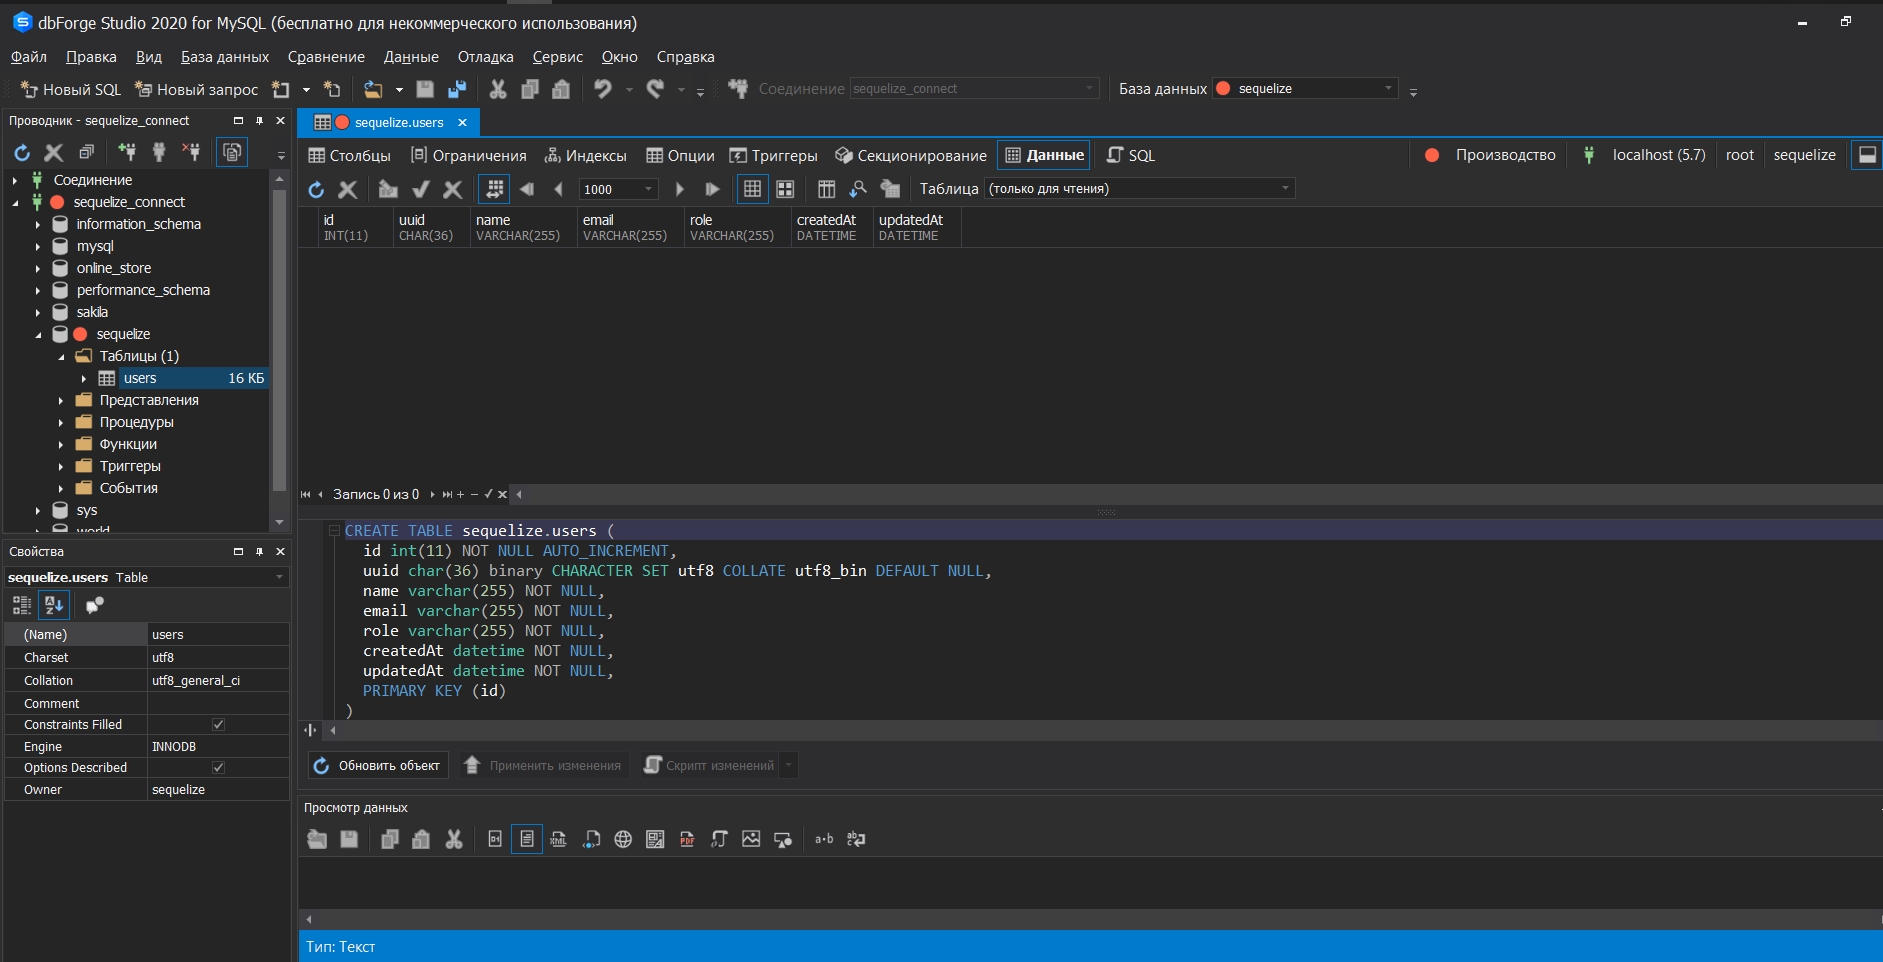 dbForge Studio 2020 for MySQL (бесплатно для некоммерческого использования)
Файл Правка Вид База данных Сравнение Данные Отладка Сервис Окно Справка
Новый SQL Новый запрос Соединение sequelize_connect База данных sequelize
Проводник - sequelize_connect
sequelize.users
Столбцы Ограничения Индексы Опции Триггеры Секционирование Данные SQL Производство localhost (5.7) root sequelize
1000 Таблица (только для чтения)
Соединение
sequelize_connect
information_schema
mysql
online_store
performance_schema
sakila
sequelize
Таблицы (1)
users 16 КБ
Представления
Процедуры
Функции
Триггеры
События
sys
world
id uuid name email role createdAt updatedAt
INT(11) CHAR(36) VARCHAR(255) VARCHAR(255) VARCHAR(255) DATETIME DATETIME
Запись 0 из 0
CREATE TABLE sequelize.users (
id int(11) NOT NULL AUTO_INCREMENT,
uuid char(36) binary CHARACTER SET utf8 COLLATE utf8_bin DEFAULT NULL,
name varchar(255) NOT NULL,
email varchar(255) NOT NULL,
role varchar(255) NOT NULL,
createdAt datetime NOT NULL,
updatedAt datetime NOT NULL,
PRIMARY KEY (id)
)
Свойства
sequelize.users Table
(Name) users
Charset utf8
Collation utf8_general_ci
Comment
Constraints Filled
Engine INNODB
Options Described
Owner sequelize
Обновить объект Применить изменения Скрипт изменений
Просмотр данных
XML PDF a·b ab c
Тип: Текст